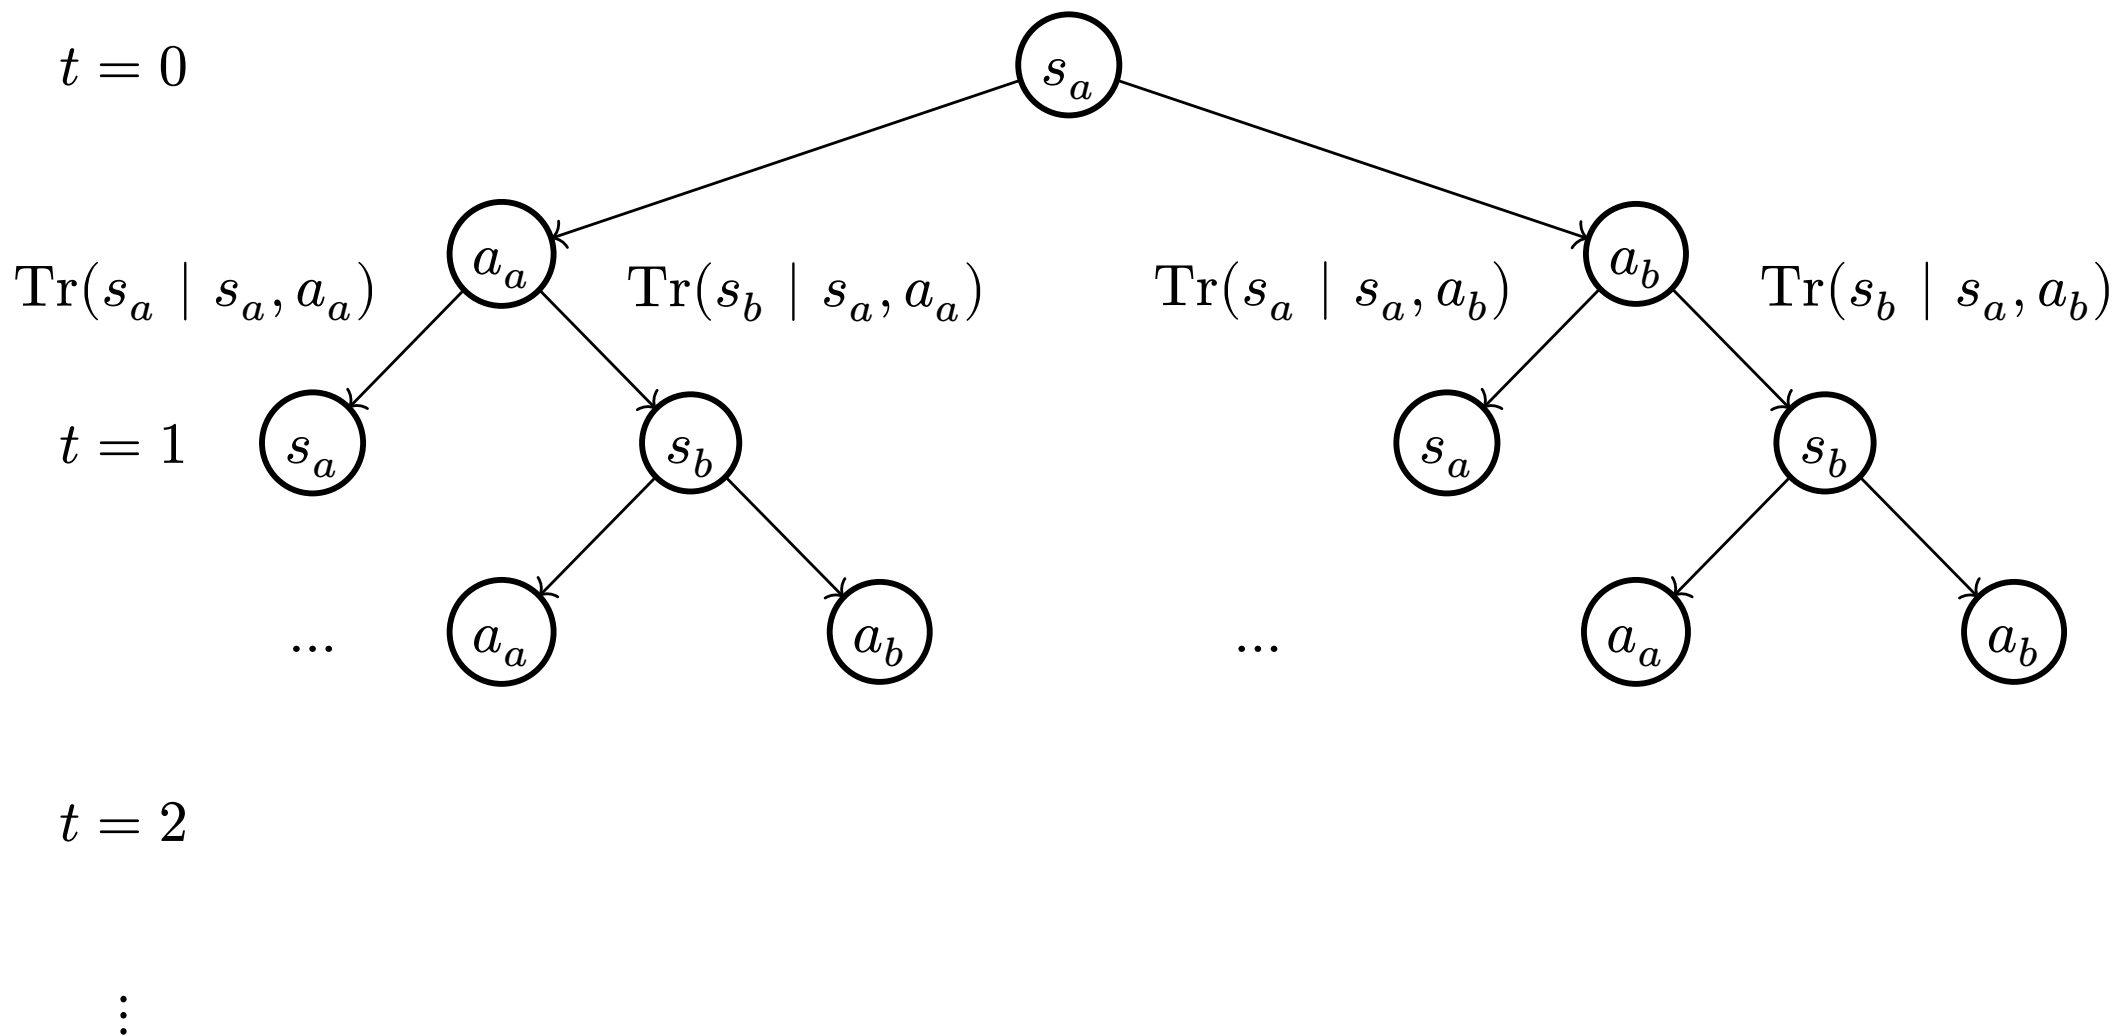 t = 0
s_a
a_a
a_b
Tr(s_a | s_a, a_a)
Tr(s_b | s_a, a_a)
Tr(s_a | s_a, a_b)
Tr(s_b | s_a, a_b)
t = 1
s_a
s_b
s_a
s_b
...
a_a
a_b
...
a_a
a_b
t = 2
⋮